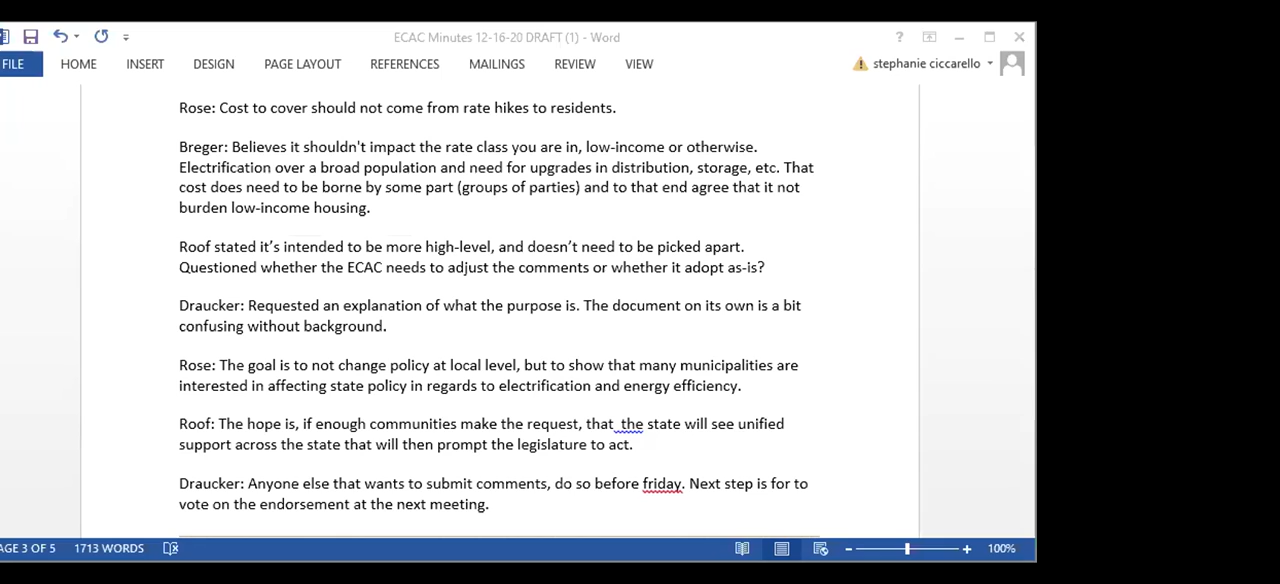 ECAC Minutes 12-16-20 DRAFT (1) - Word
?
FILE HOME INSERT DESIGN PAGE LAYOUT REFERENCES MAILINGS REVIEW VIEW stephanie ciccarello
Rose: Cost to cover should not come from rate hikes to residents.
Breger: Believes it shouldn't impact the rate class you are in, low-income or otherwise.
Electrification over a broad population and need for upgrades in distribution, storage, etc. That
cost does need to be borne by some part (groups of parties) and to that end agree that it not
burden low-income housing.
Roof stated it’s intended to be more high-level, and doesn’t need to be picked apart.
Questioned whether the ECAC needs to adjust the comments or whether it adopt as-is?
Draucker: Requested an explanation of what the purpose is. The document on its own is a bit
confusing without background.
Rose: The goal is to not change policy at local level, but to show that many municipalities are
interested in affecting state policy in regards to electrification and energy efficiency.
Roof: The hope is, if enough communities make the request, that  the state will see unified
support across the state that will then prompt the legislature to act.
Draucker: Anyone else that wants to submit comments, do so before friday. Next step is for to
vote on the endorsement at the next meeting.
AGE 3 OF 5 1713 WORDS 100%